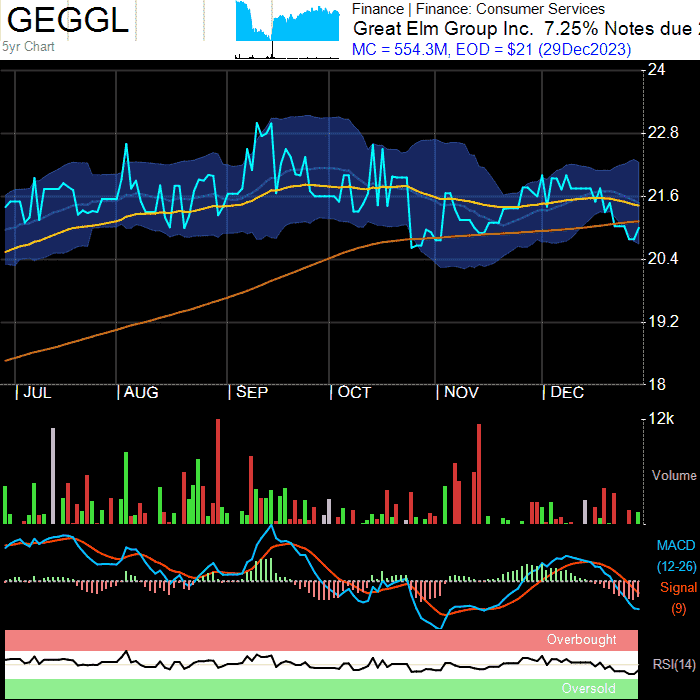 GEGGL
5yr Chart
Finance | Finance: Consumer Services
Great Elm Group Inc. 7.25% Notes due
MC = 554.3M, EOD = $21 (29Dec2023)
24
22.8
21.6
20.4
19.2
18
JUL AUG SEP OCT NOV DEC
12k
Volume
MACD
(12-26)
Signal
(9)
Overbought
RSI(14)
Oversold